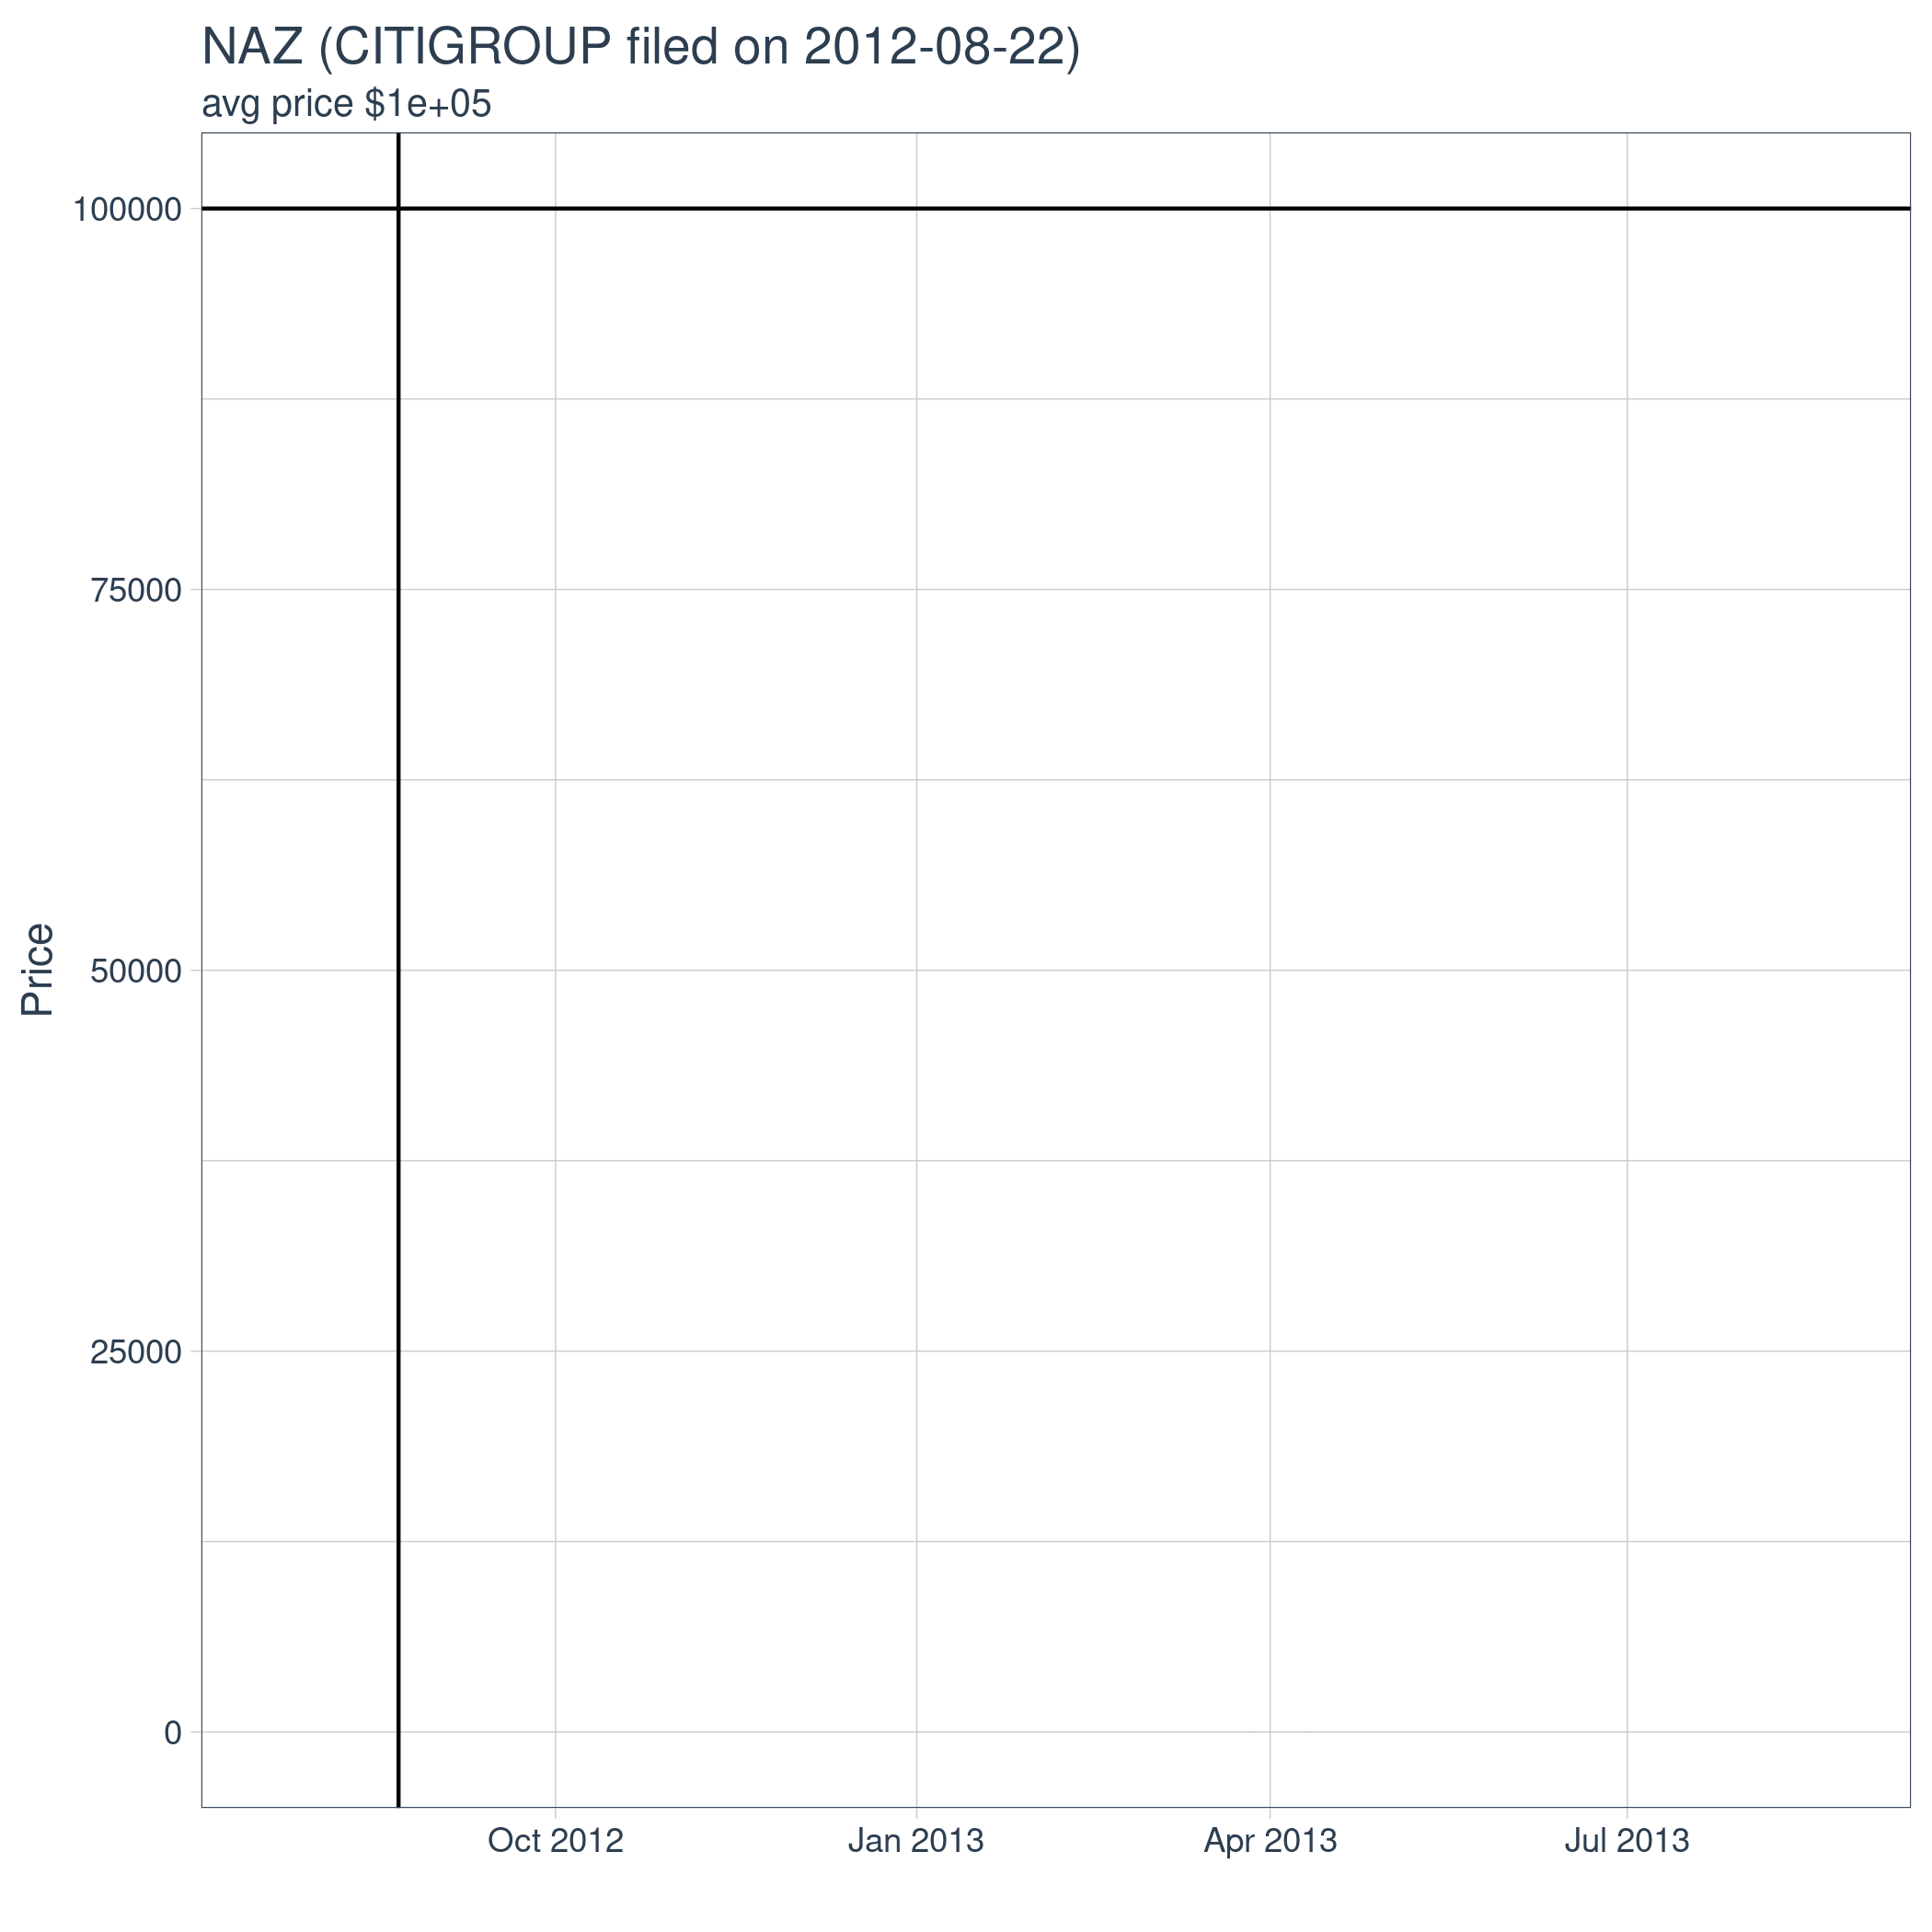 NAZ (CITIGROUP filed on 2012-08-22)
avg price $1e+05
100000
75000
50000
25000
0
Price
Oct 2012
Jan 2013
Apr 2013
Jul 2013